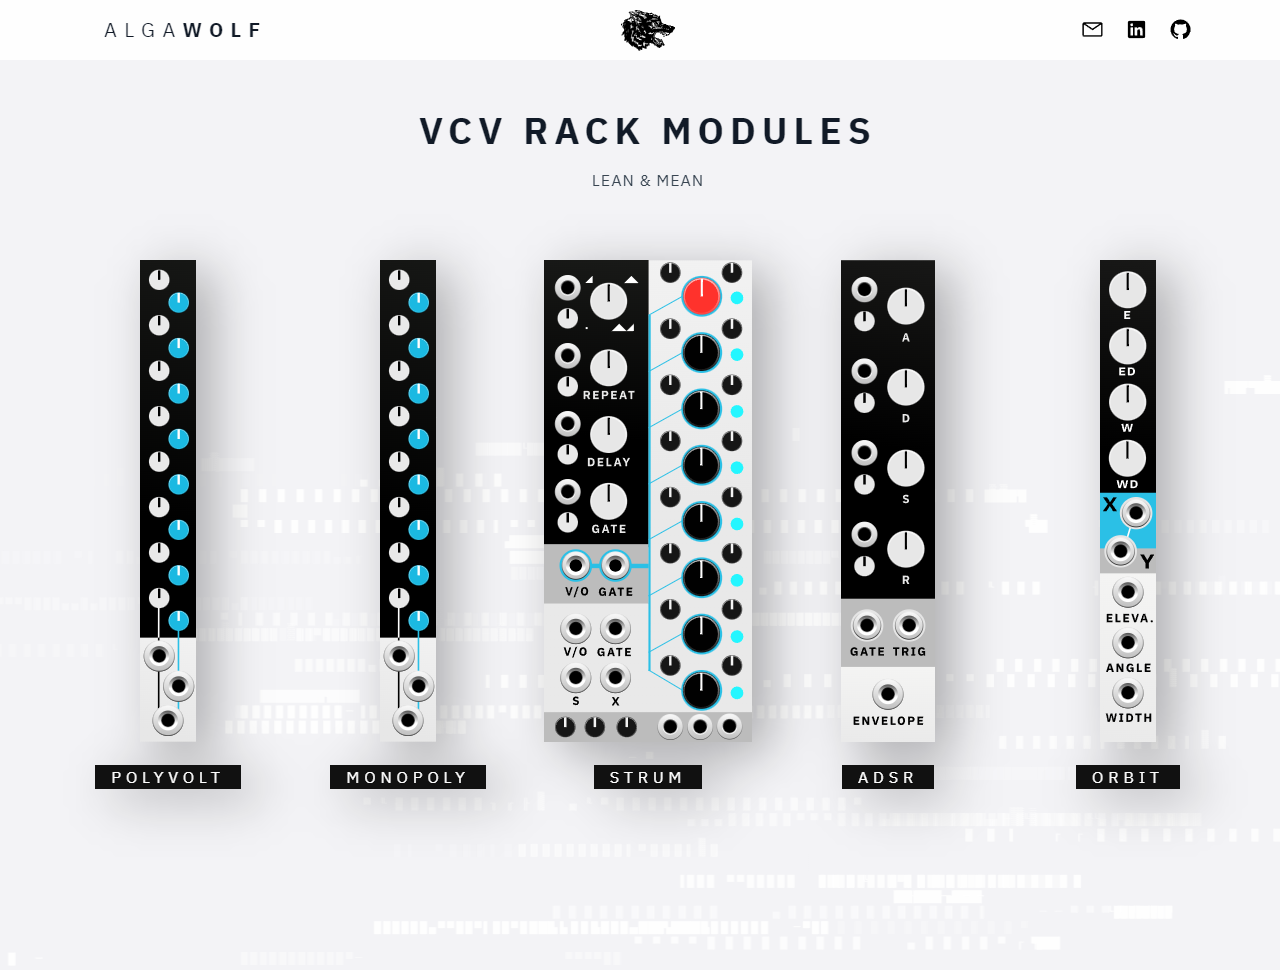 ALGAWOLF
VCV RACK MODULES
LEAN & MEAN
REPEAT
DELAY
GATE
V/O GATE
V/O GATE
S X
A
D
S
R
GATE TRIG
ENVELOPE
E
ED
W
WD
X
Y
ELEVA.
ANGLE
WIDTH
POLYVOLT
MONOPOLY
STRUM
ADSR
ORBIT